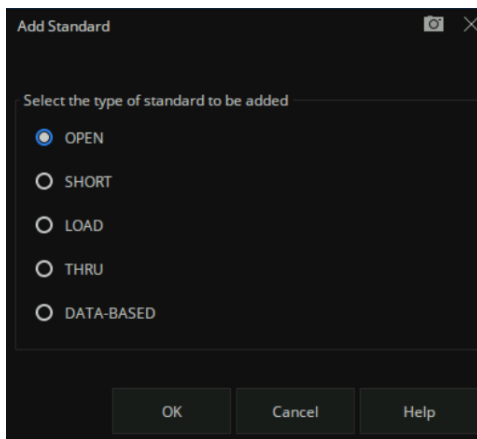 Add Standard
Select the type of standard to be added
OPEN
SHORT
LOAD
THRU
DATA-BASED
OK Cancel Help